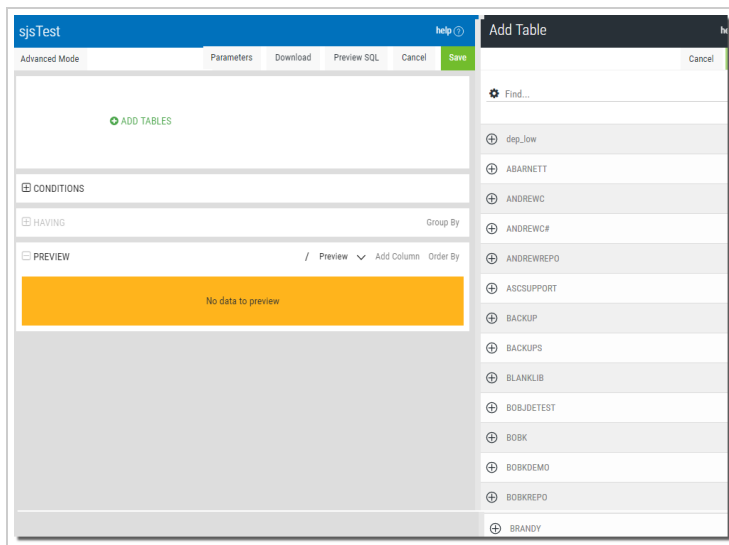 sjsTest
help ?
Advanced Mode
Parameters
Download
Preview SQL
Cancel
Save
ADD TABLES
CONDITIONS
HAVING
Group By
PREVIEW
/ Preview
Add Column
Order By
No data to preview
Add Table
Cancel
Find...
dep_low
ABARNETT
ANDREWC
ANDREWC#
ANDREWREPO
ASCSUPPORT
BACKUP
BACKUPS
BLANKLIB
BOBJDETEST
BOBK
BOBKDEMO
BOBKREPO
BRANDY